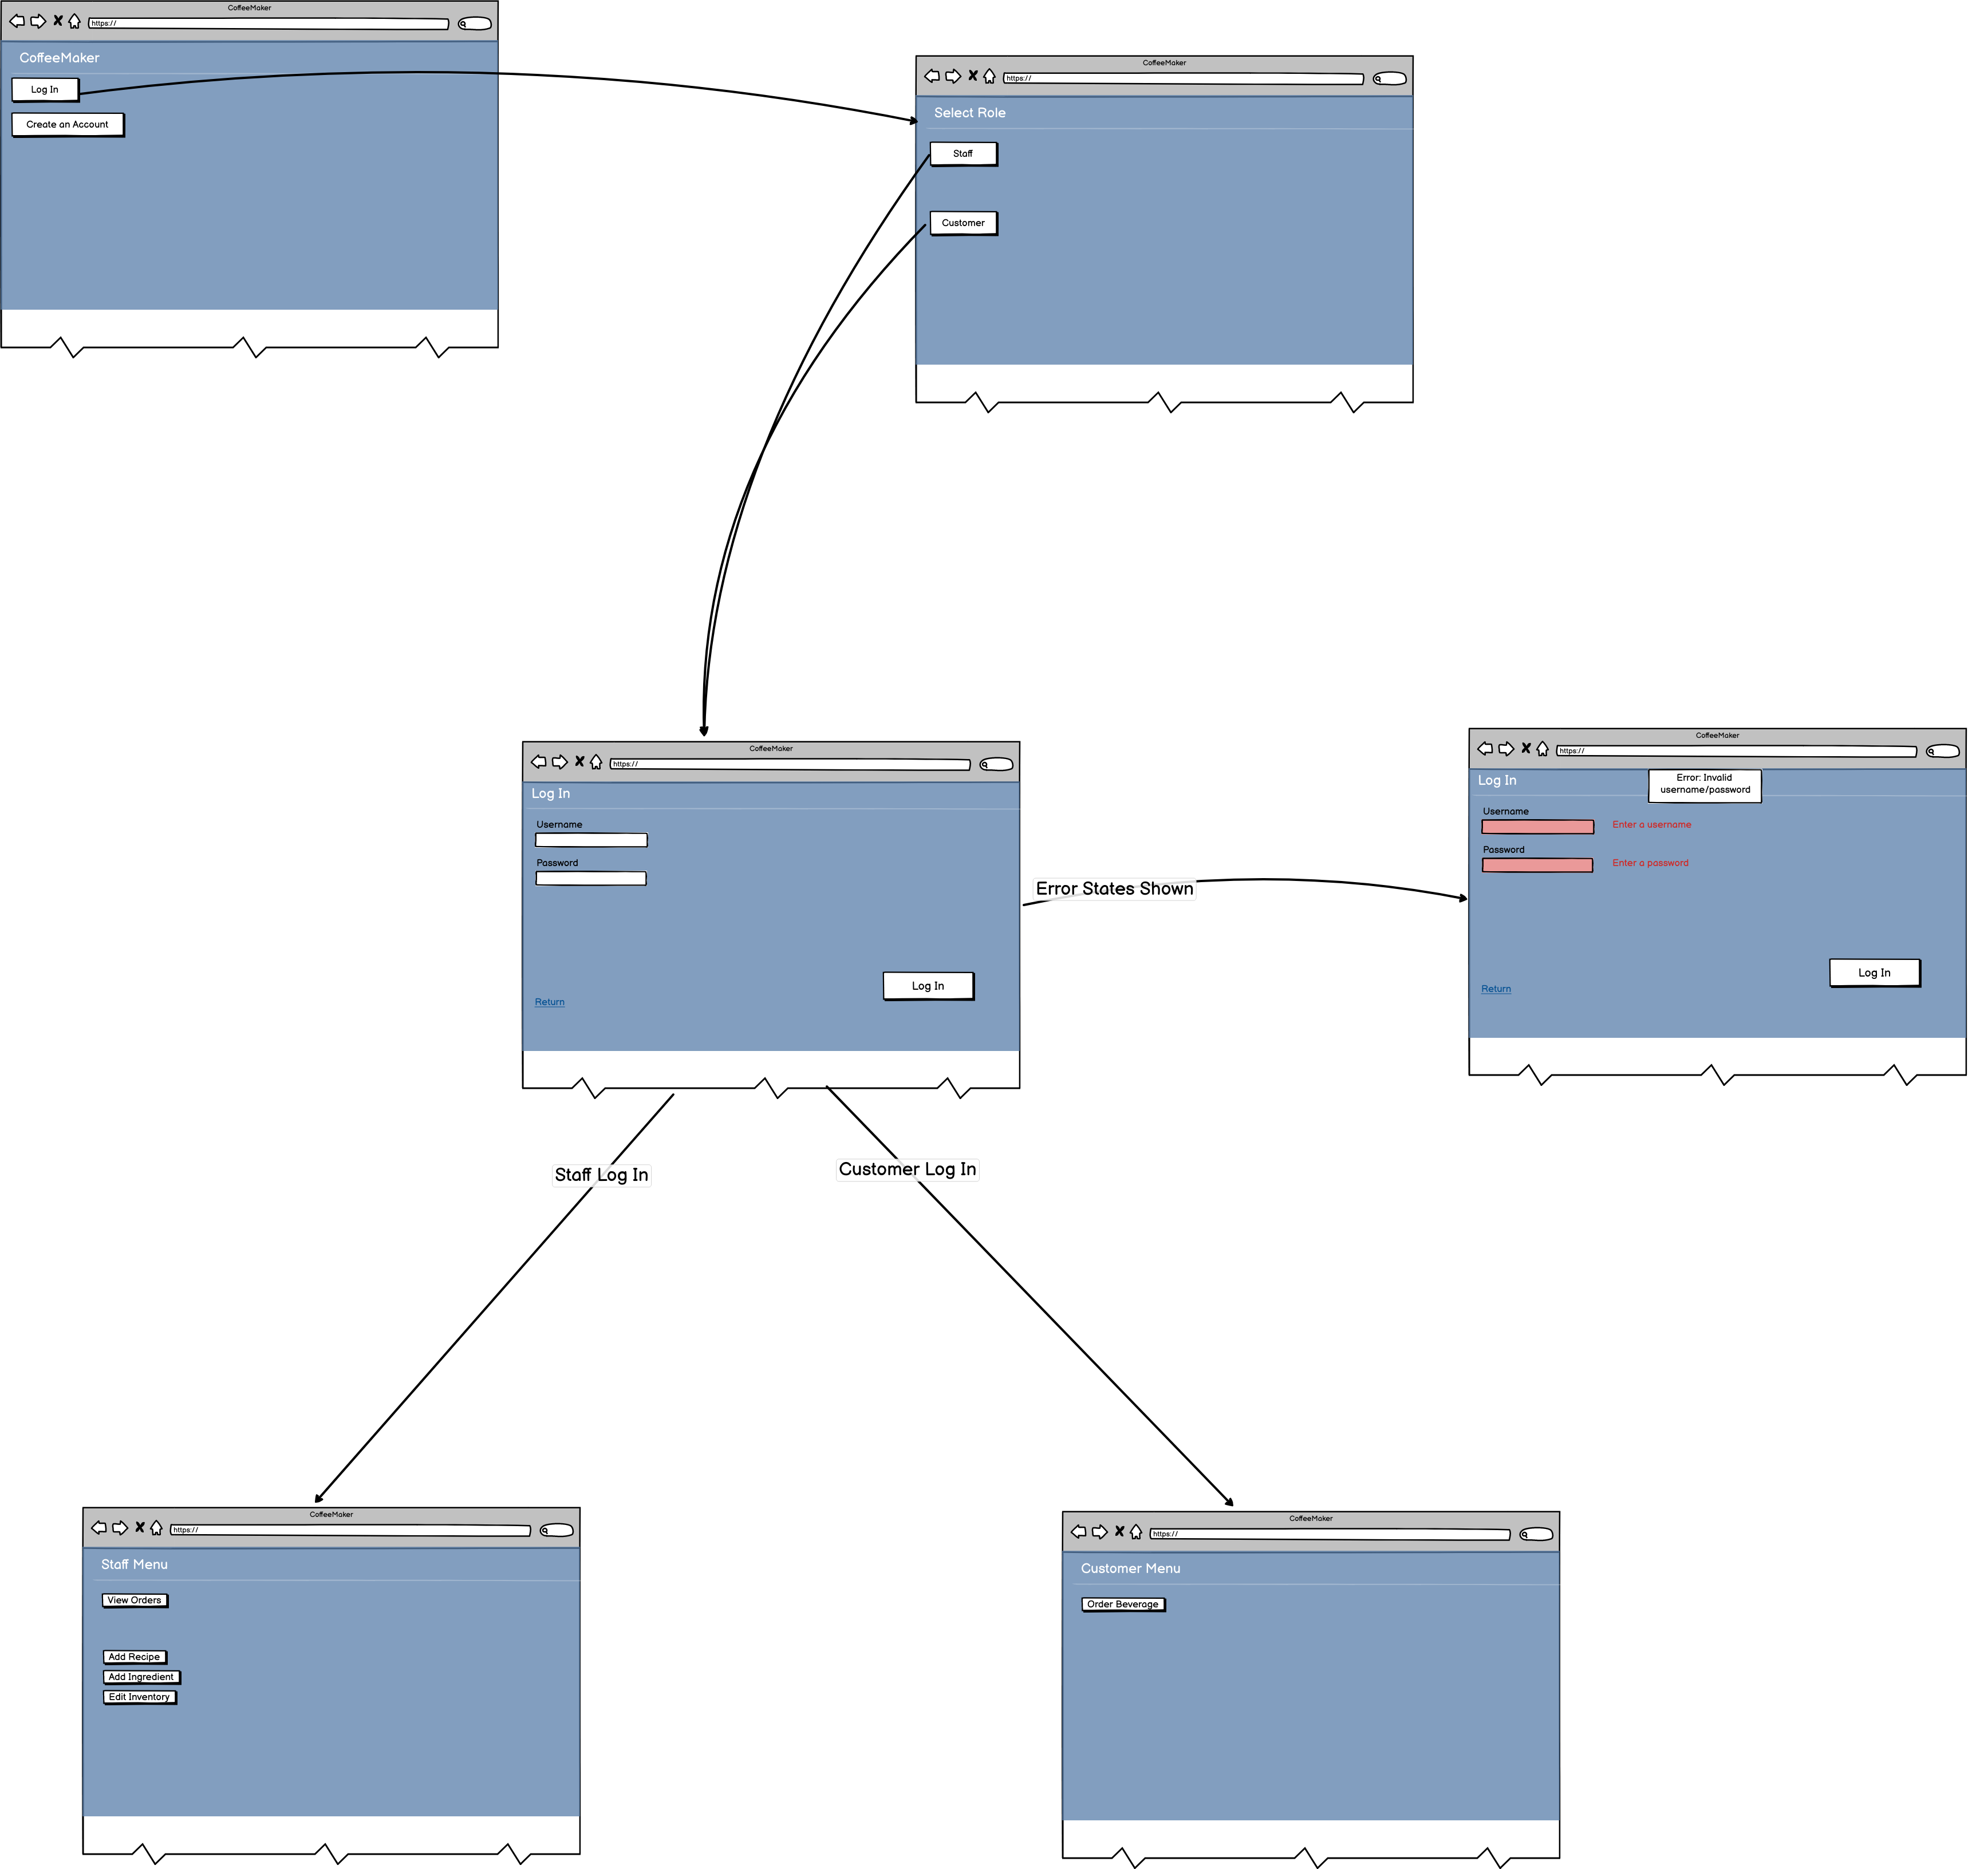 CoffeeMaker
https://
CoffeeMaker
Log In
Create an Account
CoffeeMaker
https://
Select Role
Staff
Customer
CoffeeMaker
https://
Log In
Username
Password
Log In
Return
Error States Shown
CoffeeMaker
https://
Log In
Error: Invalid
username/password
Username
Enter a username
Password
Enter a password
Log In
Return
Staff Log In
Customer Log In
CoffeeMaker
https://
Staff Menu
View Orders
Add Recipe
Add Ingredient
Edit Inventory
CoffeeMaker
https://
Customer Menu
Order Beverage